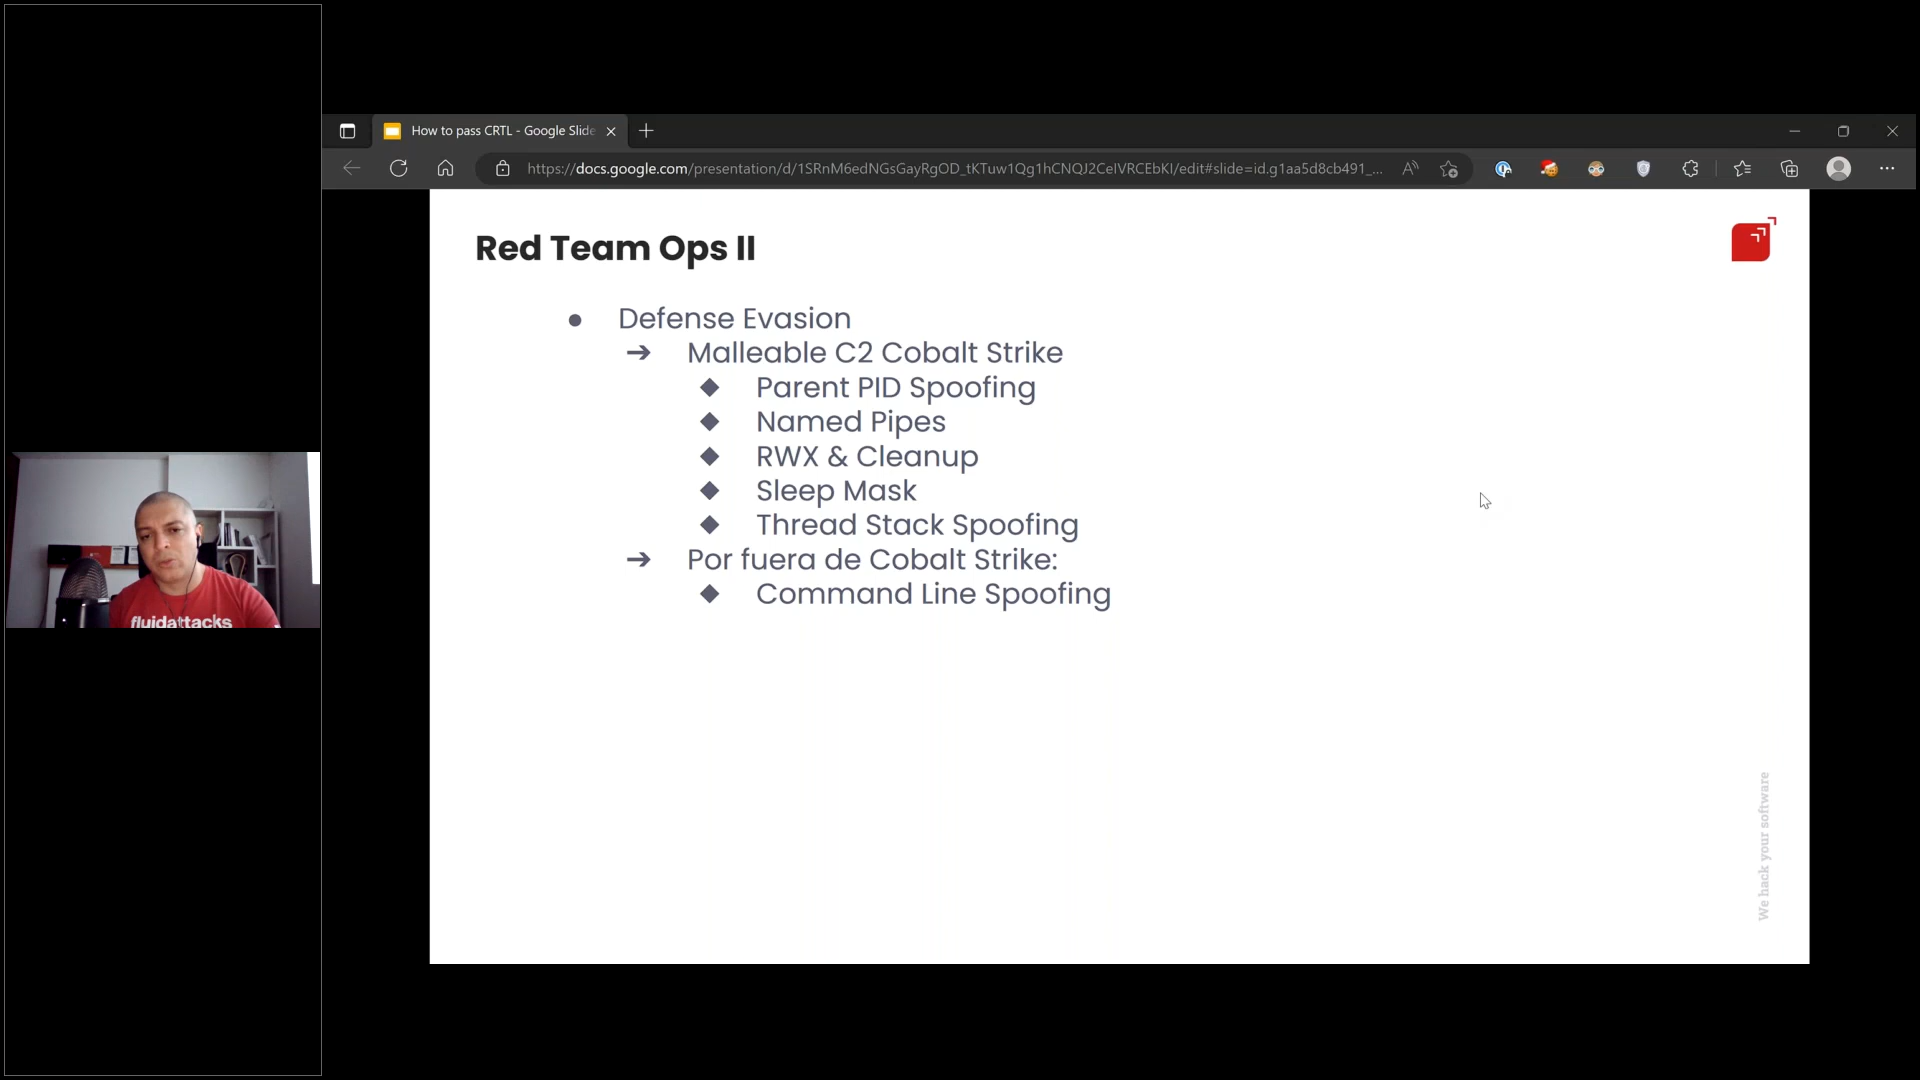 How to pass CRTL - Google Slide
https://docs.google.com/presentation/d/1SRnM6edNGsGayRgOD_tKTuw1Qg1hCNQJ2CeIVRCEbKI/edit#slide=id.g1aa5d8cb491_...
Red Team Ops II
● Defense Evasion
➔ Malleable C2 Cobalt Strike
◆ Parent PID Spoofing
◆ Named Pipes
◆ RWX & Cleanup
◆ Sleep Mask
◆ Thread Stack Spoofing
➔ Por fuera de Cobalt Strike:
◆ Command Line Spoofing
We hack your software
fluidattacks